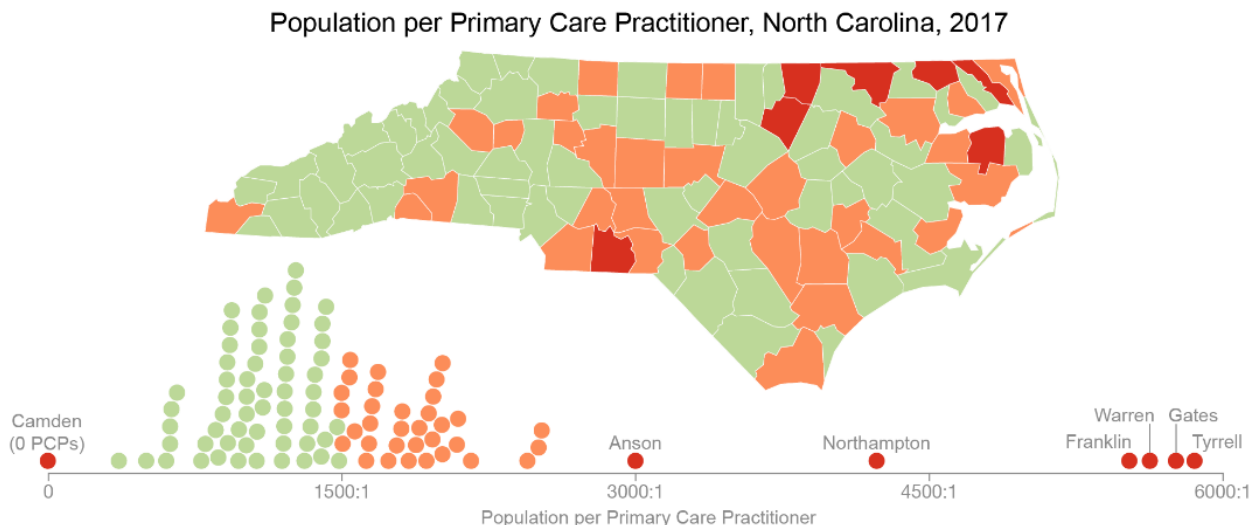 Population per Primary Care Practitioner, North Carolina, 2017
Camden
(0 PCPs)
Anson
Northampton
Warren
Gates
Franklin
Tyrrell
0
1500:1
3000:1
4500:1
6000:1
Population per Primary Care Practitioner